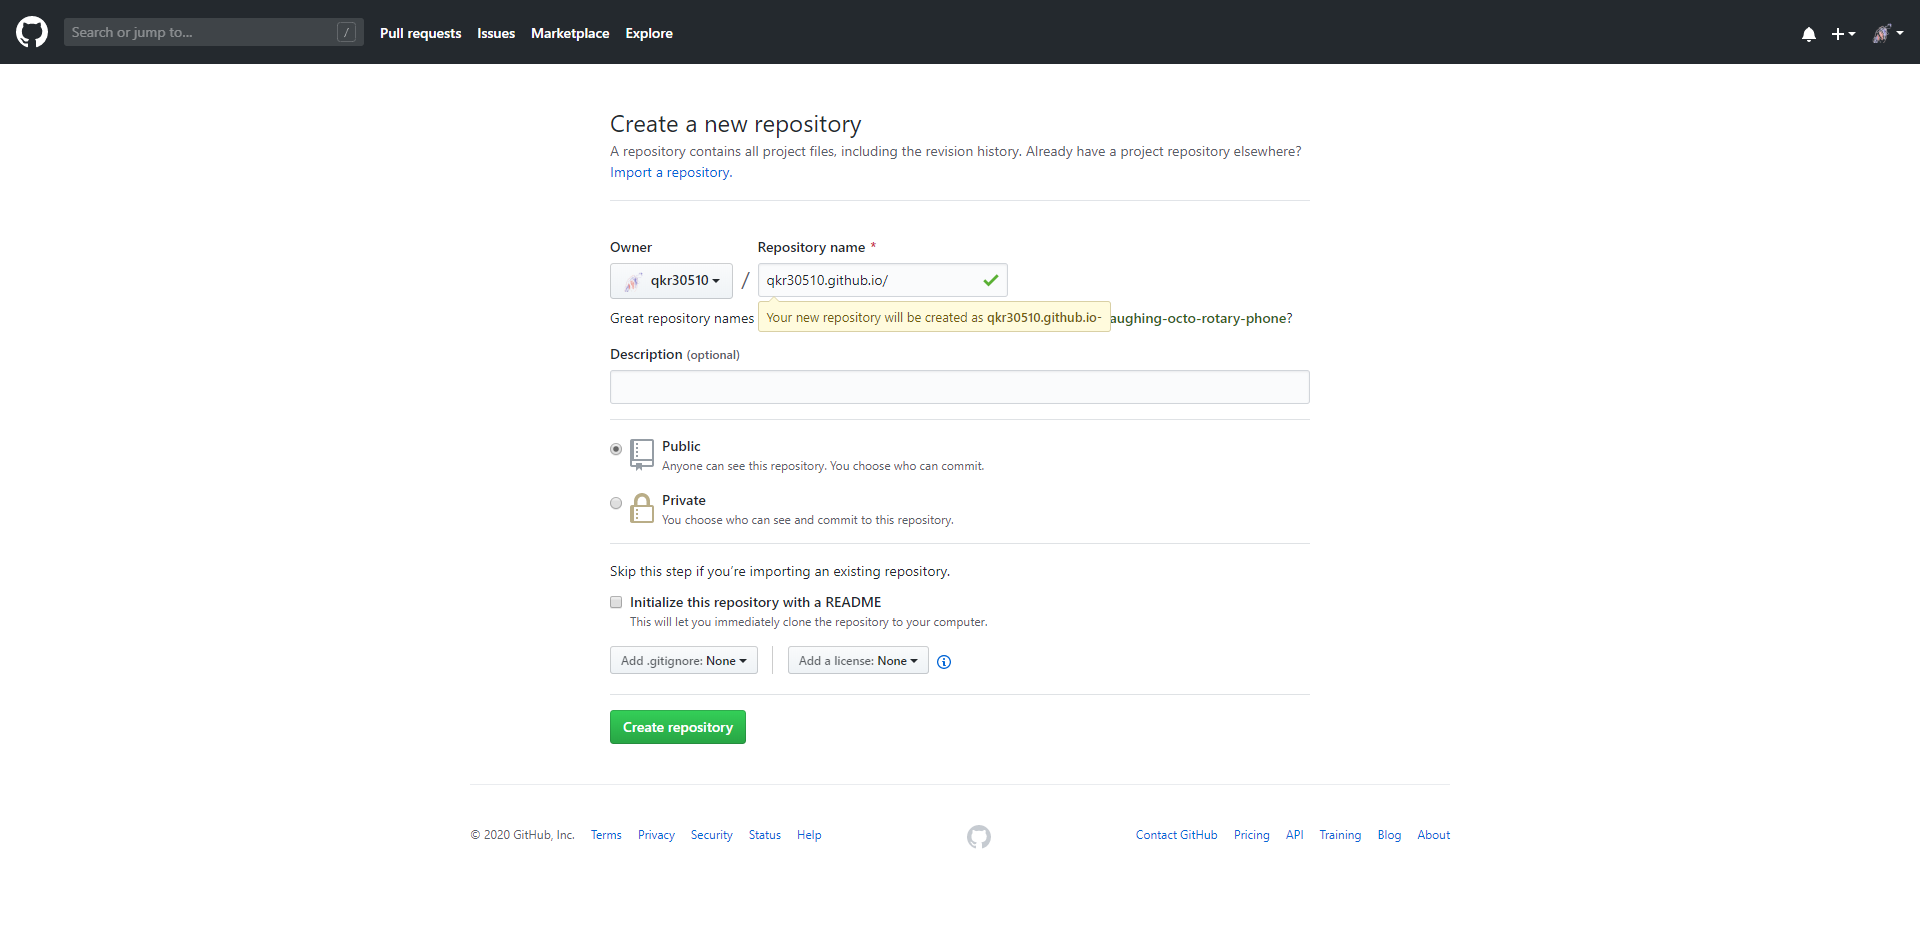 Search or jump to... /
Pull requests Issues Marketplace Explore
Create a new repository
A repository contains all project files, including the revision history. Already have a project repository elsewhere?
Import a repository.
Owner
Repository name *
qkr30510 / qkr30510.github.io/
Great repository names
Your new repository will be created as qkr30510.github.io-
aughing-octo-rotary-phone?
Description (optional)
Public
Anyone can see this repository. You choose who can commit.
Private
You choose who can see and commit to this repository.
Skip this step if you’re importing an existing repository.
Initialize this repository with a README
This will let you immediately clone the repository to your computer.
Add .gitignore: None
Add a license: None
Create repository
© 2020 GitHub, Inc. Terms Privacy Security Status Help
Contact GitHub Pricing API Training Blog About